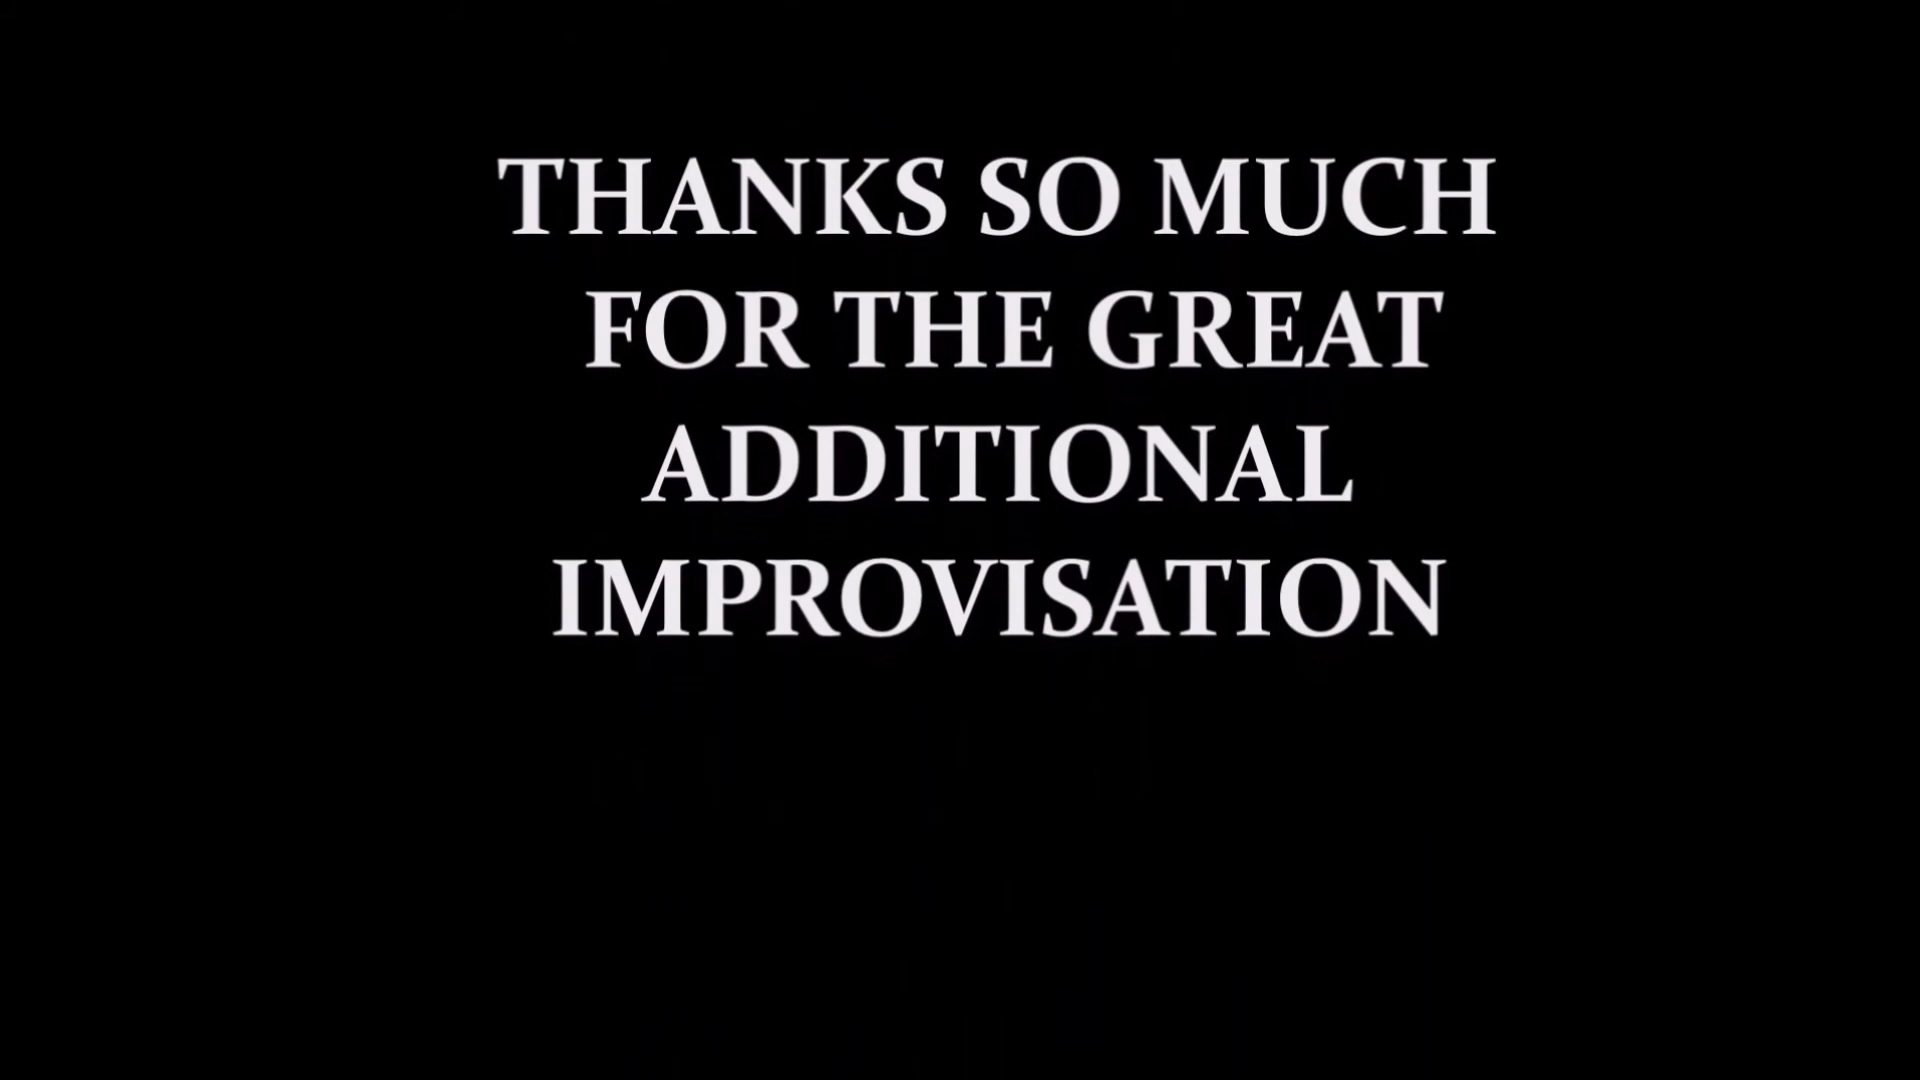 THANKS SO MUCH
FOR THE GREAT
ADDITIONAL
IMPROVISATION